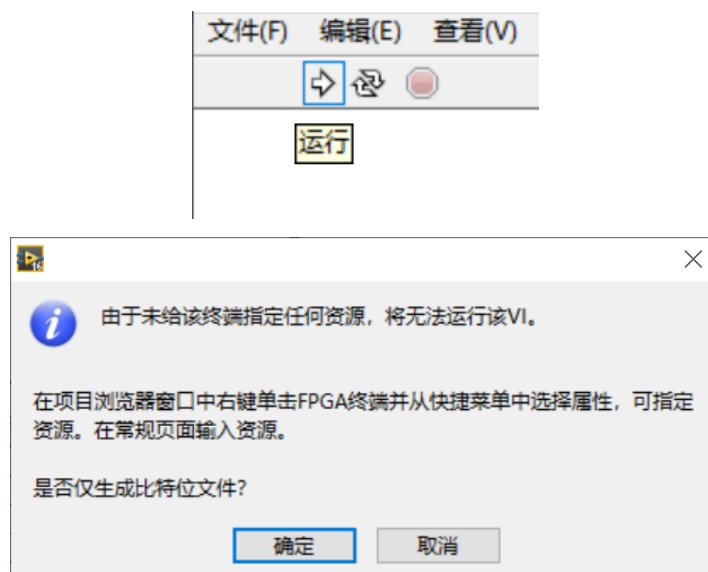 文件(F) 编辑(E) 查看(V)
运行
16
由于未给该终端指定任何资源，将无法运行该VI。
在项目浏览器窗口中右键单击FPGA终端并从快捷菜单中选择属性，可指定
资源。在常规页面输入资源。
是否仅生成比特位文件?
确定 取消